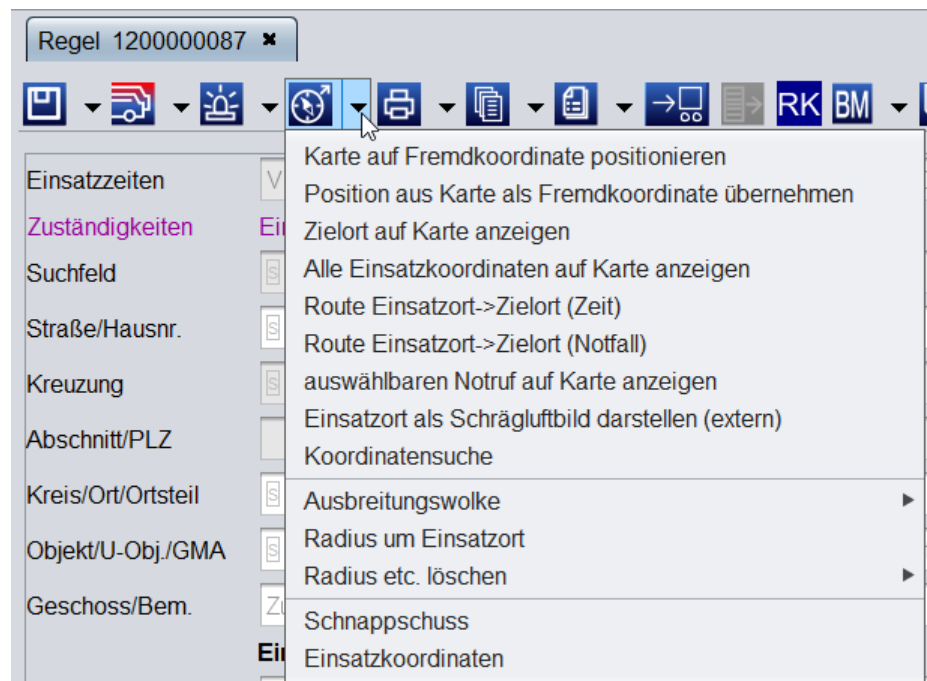 Regel 1200000087
RK BM
Karte auf Fremdkoordinate positionieren
Einsatzzeiten V
Position aus Karte als Fremdkoordinate übernehmen
Zuständigkeiten
Zielort auf Karte anzeigen
Suchfeld s
Alle Einsatzkoordinaten auf Karte anzeigen
Route Einsatzort->Zielort (Zeit)
Straße/Hausnr. s
Route Einsatzort->Zielort (Notfall)
Kreuzung s
auswählbaren Notruf auf Karte anzeigen
Einsatzort als Schrägluftbild darstellen (extern)
Abschnitt/PLZ
Koordinatensuche
Kreis/Ort/Ortsteil s
Ausbreitungswolke
Radius um Einsatzort
Objekt/U-Obj./GMA s
Radius etc. löschen
Geschoss/Bem. Zu
Schnappschuss
Ein
Einsatzkoordinaten